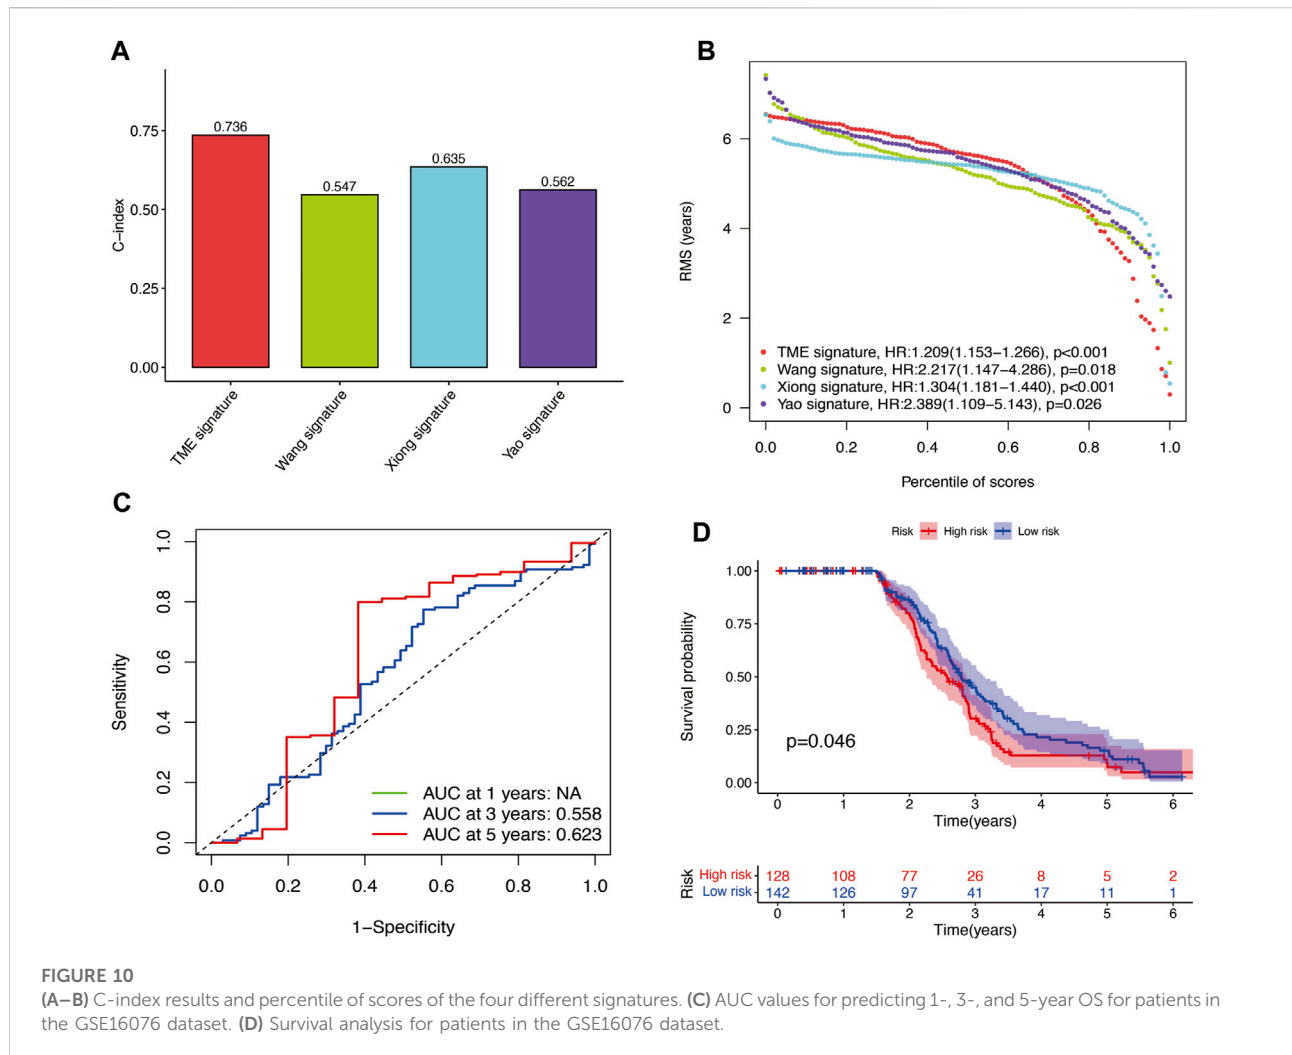 A
C−index
0.75
0.50
0.25
0.00
0.736
0.547
0.635
0.562
TME signature
Wang signature
Xiong signature
Yao signature
B
RMS (years)
6
4
2
0
TME signature, HR:1.209(1.153−1.266), p<0.001
Wang signature, HR:2.217(1.147−4.286), p=0.018
Xiong signature, HR:1.304(1.181−1.440), p<0.001
Yao signature, HR:2.389(1.109−5.143), p=0.026
0.0 0.2 0.4 0.6 0.8 1.0
Percentile of scores
C
Sensitivity
1.0
0.8
0.6
0.4
0.2
0.0
AUC at 1 years: NA
AUC at 3 years: 0.558
AUC at 5 years: 0.623
0.0 0.2 0.4 0.6 0.8 1.0
1−Specificity
D
Risk High risk Low risk
Survival probability
1.00
0.75
0.50
0.25
0.00
p=0.046
0 1 2 3 4 5 6
Time(years)
Risk
High risk 128 108 77 26 8 5 2
Low risk 142 126 97 41 17 11 1
0 1 2 3 4 5 6
Time(years)
FIGURE 10
(A–B) C-index results and percentile of scores of the four different signatures. (C) AUC values for predicting 1-, 3-, and 5-year OS for patients in
the GSE16076 dataset. (D) Survival analysis for patients in the GSE16076 dataset.